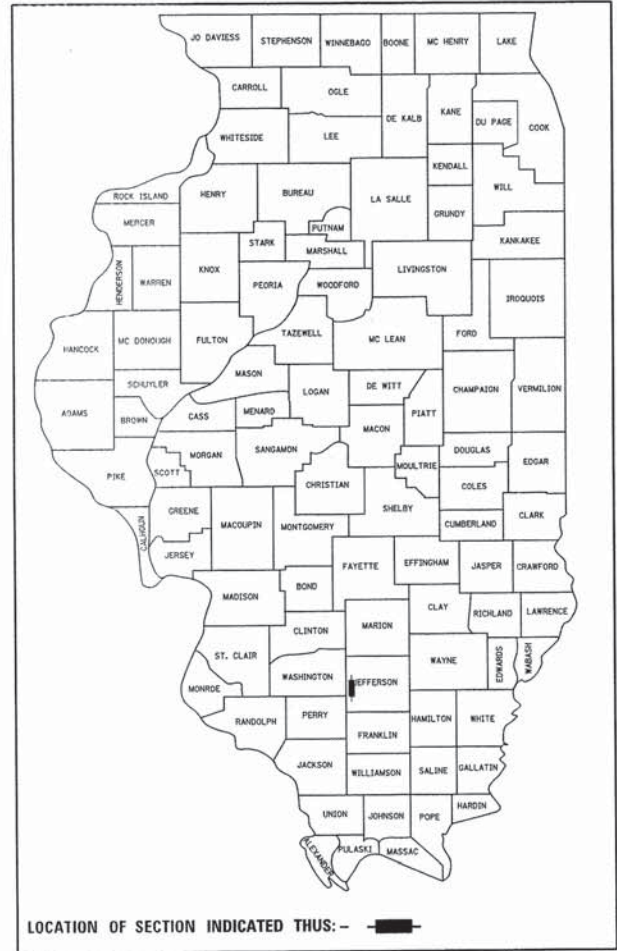 JO DAVIESS
STEPHENSON
WINNEBAGO
BOONE
MC HENRY
LAKE
CARROLL
OGLE
DE KALB
KANE
DU PAGE
COOK
WHITESIDE
LEE
KENDALL
WILL
ROCK ISLAND
HENRY
BUREAU
LA SALLE
GRUNDY
MERCER
PUTNAM
KANKAKEE
HENDERSON
WARREN
KNOX
STARK
MARSHALL
PEORIA
WOODFORD
LIVINGSTON
IROQUOIS
HANCOCK
MC DONOUGH
FULTON
TAZEWELL
MC LEAN
FORD
SCHUYLER
MASON
LOGAN
DE WITT
CHAMPAIGN
VERMILION
ADAMS
BROWN
CASS
MENARD
MACON
PIATT
PIKE
SCOTT
MORGAN
SANGAMON
CHRISTIAN
MOULTRIE
DOUGLAS
EDGAR
COLES
CALHOUN
GREENE
JERSEY
MACOUPIN
MONTGOMERY
SHELBY
CUMBERLAND
CLARK
FAYETTE
EFFINGHAM
JASPER
CRAWFORD
MADISON
BOND
CLAY
RICHLAND
LAWRENCE
CLINTON
MARION
ST. CLAIR
WAYNE
EDWARDS
WABASH
MONROE
WASHINGTON
JEFFERSON
RANDOLPH
PERRY
HAMILTON
WHITE
FRANKLIN
JACKSON
WILLIAMSON
SALINE
GALLATIN
UNION
JOHNSON
POPE
HARDIN
ALEXANDER
PULASKI
MASSAC
LOCATION OF SECTION INDICATED THUS: -